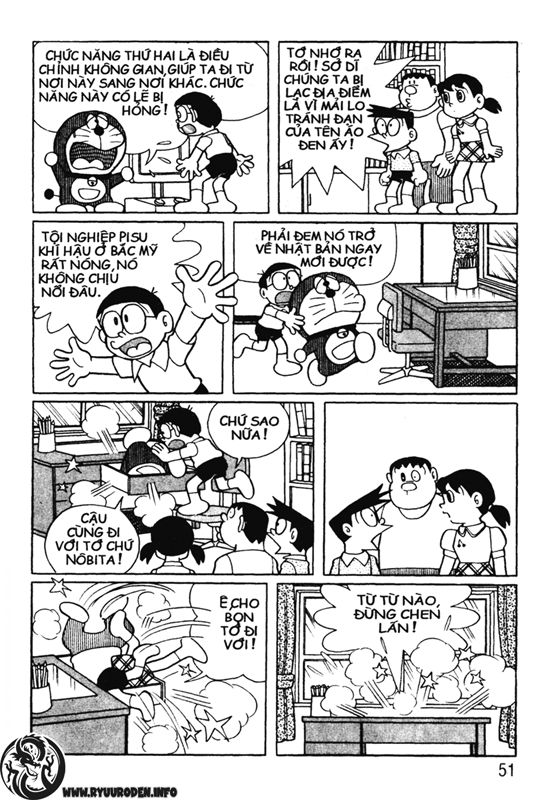 CHỨC NĂNG THỨ HAI LÀ ĐIỀU
CHỈNH KHÔNG GIAN, GIÚP TA ĐI TỪ
NƠI NÀY SANG NƠI KHÁC. CHỨC
NĂNG NÀY CÓ LẼ BỊ
HỎNG!
TỚ NHỚ RA
RỒI! SỞ DĨ
CHÚNG TA BỊ
LẠC ĐỊA ĐIỂM
LÀ VÌ MÃI LO
TRÁNH ĐẠN
CỦA TÊN ÁO
ĐEN ẤY!
TỘI NGHIỆP PISU
KHÍ HẬU Ở BẮC MỸ
RẤT NÓNG, NÓ
KHÔNG CHỊU
NỔI ĐÂU.
PHẢI ĐEM NÓ TRỞ
VỀ NHẬT BẢN NGAY
MỚI ĐƯỢC!
CHỨ SAO
NỮA!
CẬU
CÙNG ĐI
VỚI TỚ CHỨ
NÔBITA!
Ê, CHO
BỌN
TỚ ĐI
VỚI!
TỪ TỪ NÀO,
ĐỪNG CHEN
LẤN!
51
WWW.RYUURODEN.INFO